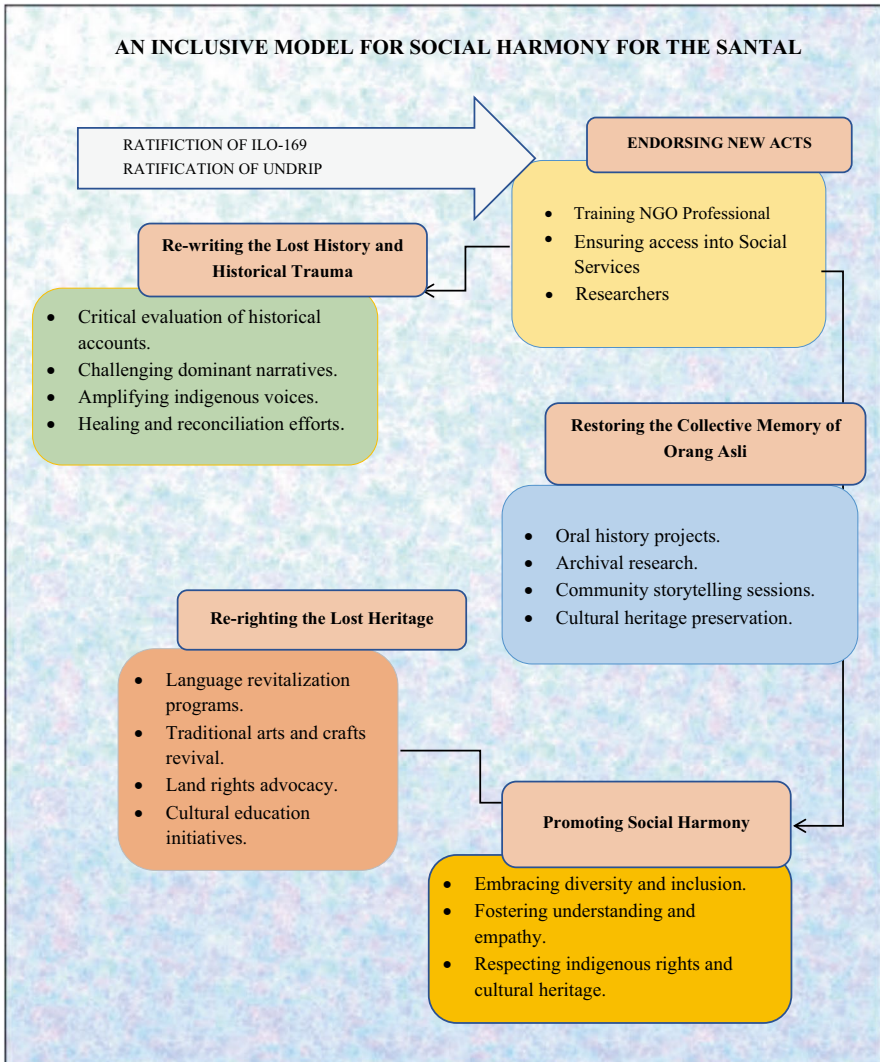 AN INCLUSIVE MODEL FOR SOCIAL HARMONY FOR THE SANTAL
RATIFICTION OF ILO-169
RATIFICATION OF UNDRIP
ENDORSING NEW ACTS
• Training NGO Professional
• Ensuring access into Social
Services
• Researchers
Re-writing the Lost History and
Historical Trauma
• Critical evaluation of historical
accounts.
• Challenging dominant narratives.
• Amplifying indigenous voices.
• Healing and reconciliation efforts.
Restoring the Collective Memory of
Orang Asli
• Oral history projects.
• Archival research.
• Community storytelling sessions.
• Cultural heritage preservation.
Re-righting the Lost Heritage
• Language revitalization
programs.
• Traditional arts and crafts
revival.
• Land rights advocacy.
• Cultural education
initiatives.
Promoting Social Harmony
• Embracing diversity and inclusion.
• Fostering understanding and
empathy.
• Respecting indigenous rights and
cultural heritage.